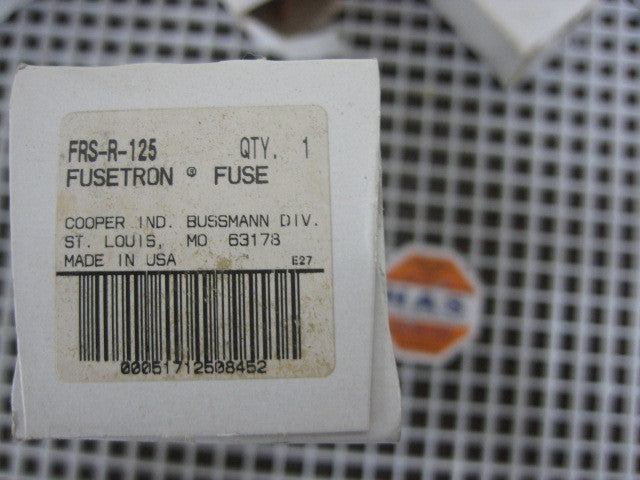 FRS-R-125 QTY. 1
FUSETRON ® FUSE
COOPER IND. BUSSMANN DIV.
ST. LOUIS, MO 63178
MADE IN USA E27
00051712508452